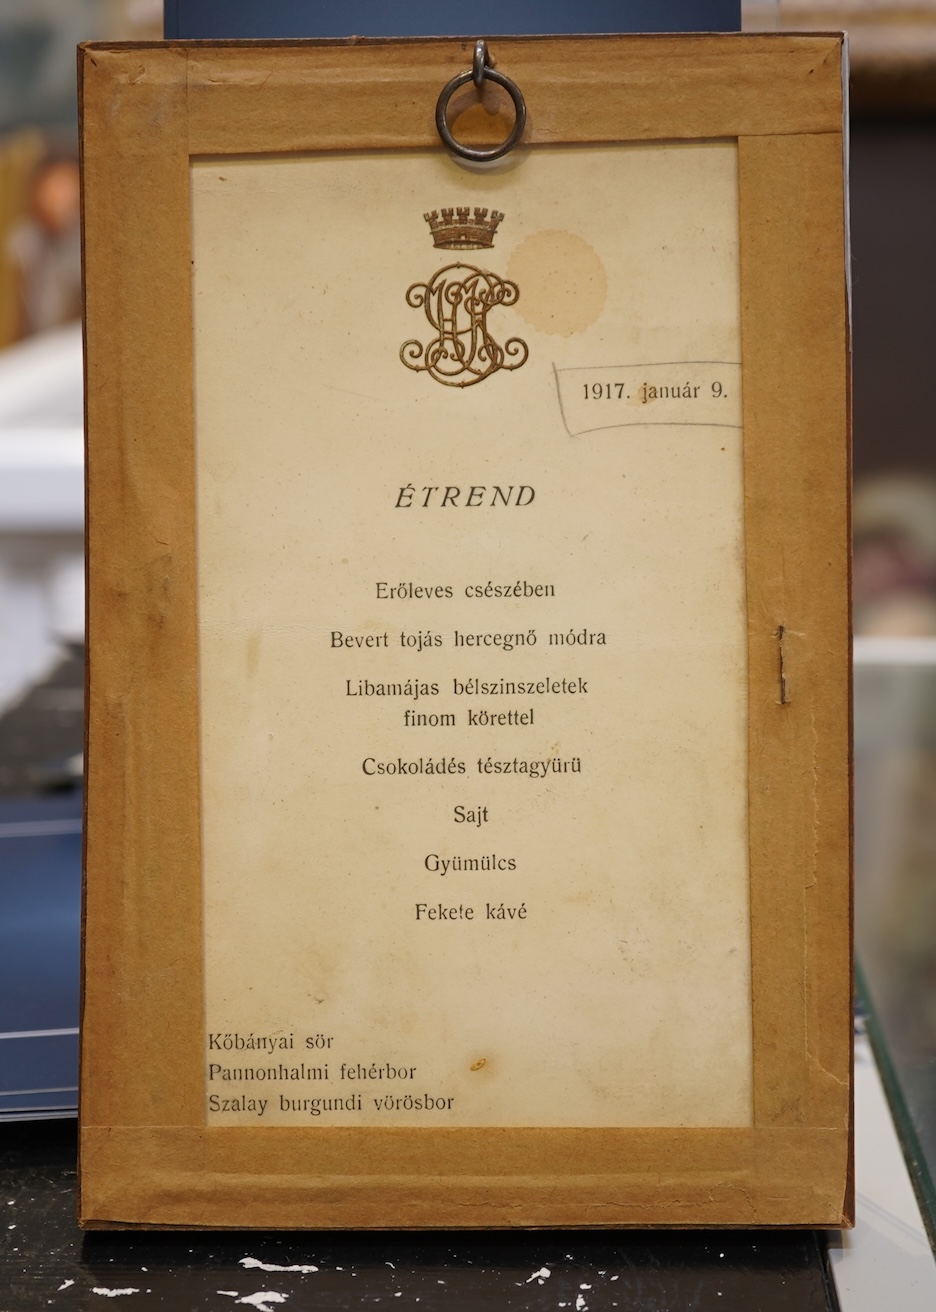 1917. január 9.
ÉTREND
Erőleves csészében
Bevert tojás hercegnő módra
Libamájas bélszinszeletek
finom körettel
Csokoládés tésztagyürü
Sajt
Gyümülcs
Fekete kávé
Kőbányai sör
Pannonhalmi fehérbor
Szalay burgundi vörösbor